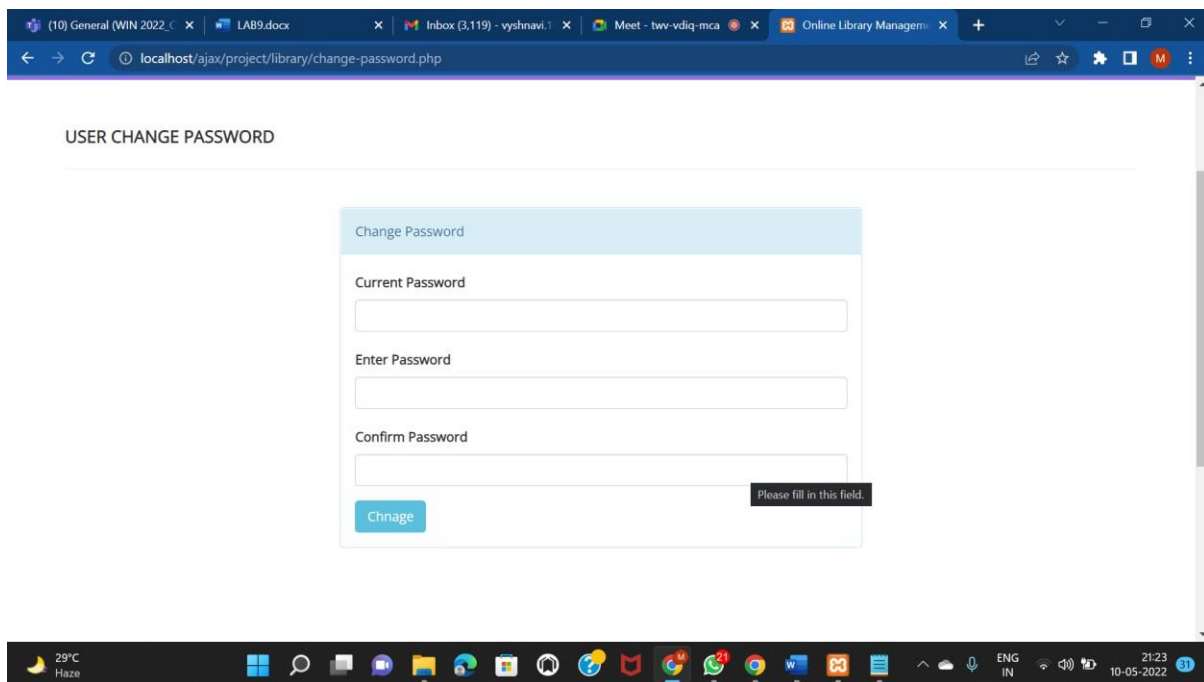 (10) General (WIN 2022_C
LAB9.docx
Inbox (3,119) - vyshnavi.1
Meet - twv-vdiq-mca
Online Library Manageme
localhost/ajax/project/library/change-password.php
M
USER CHANGE PASSWORD
Change Password
Current Password
Enter Password
Confirm Password
Please fill in this field.
Chnage
29°C
Haze
21
ENG
IN
21:23
10-05-2022
31